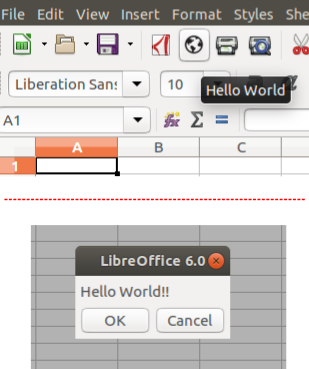 File Edit View Insert Format Styles She
Liberation Sans 10
Hello World
A1
A B C
1
LibreOffice 6.0
Hello World!!
OK Cancel